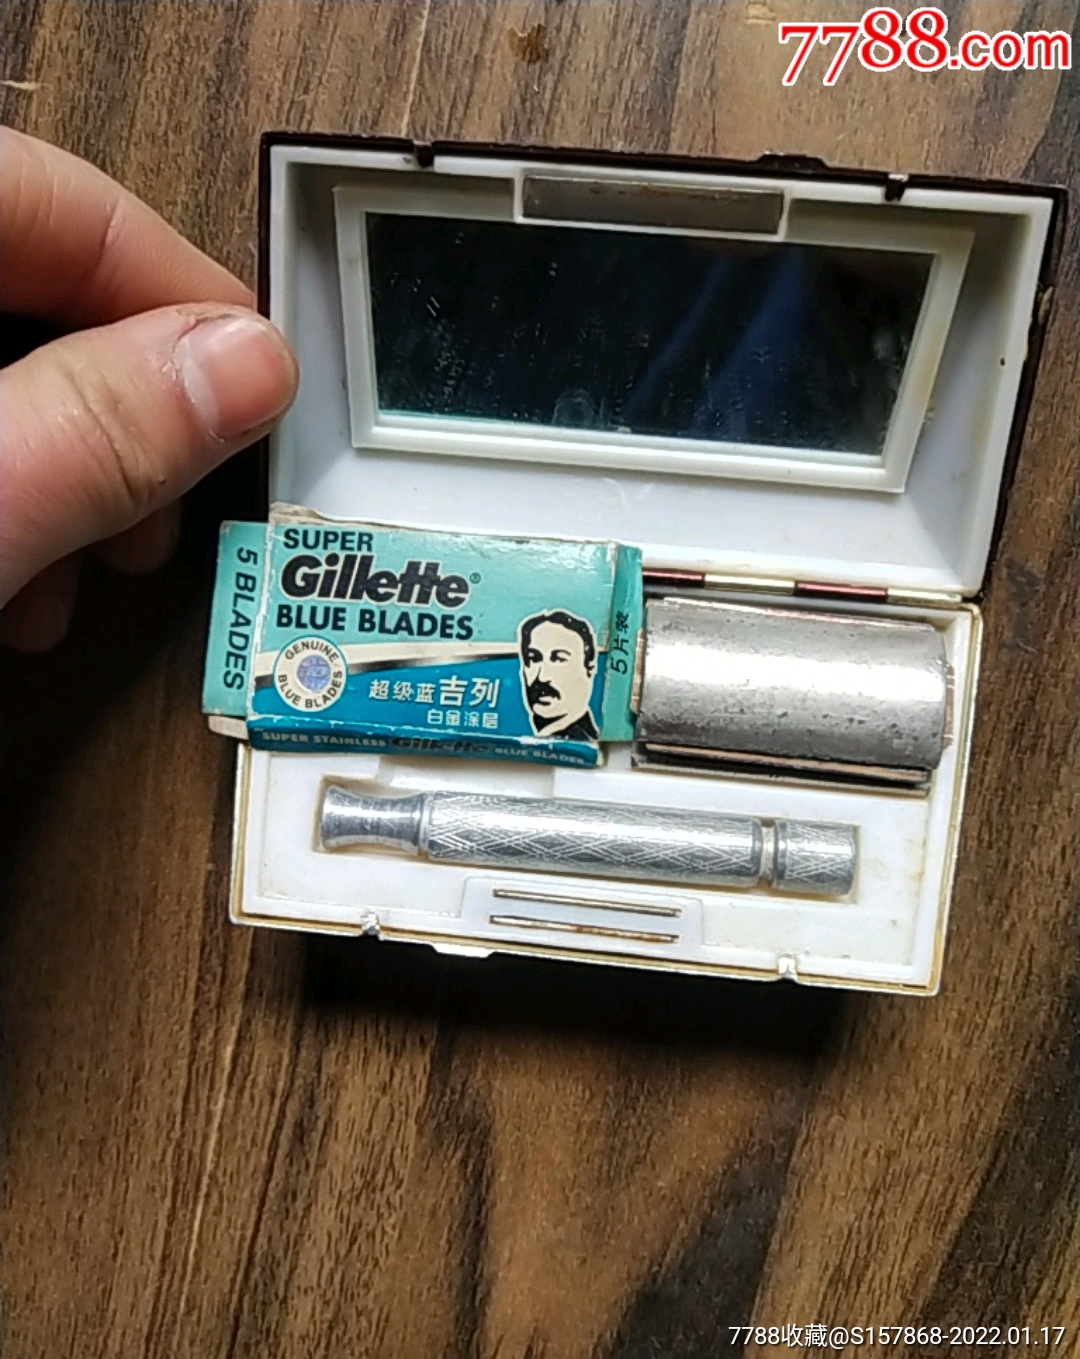 7788.com
SUPER
Gillette®
BLUE BLADES
5 BLADES
GENUINE
BLUE BLADES
超级蓝吉列
白金涂层
5片装
SUPER STAINLESS Gillette BLUE BLADES
7788收藏@S157868-2022.01.17